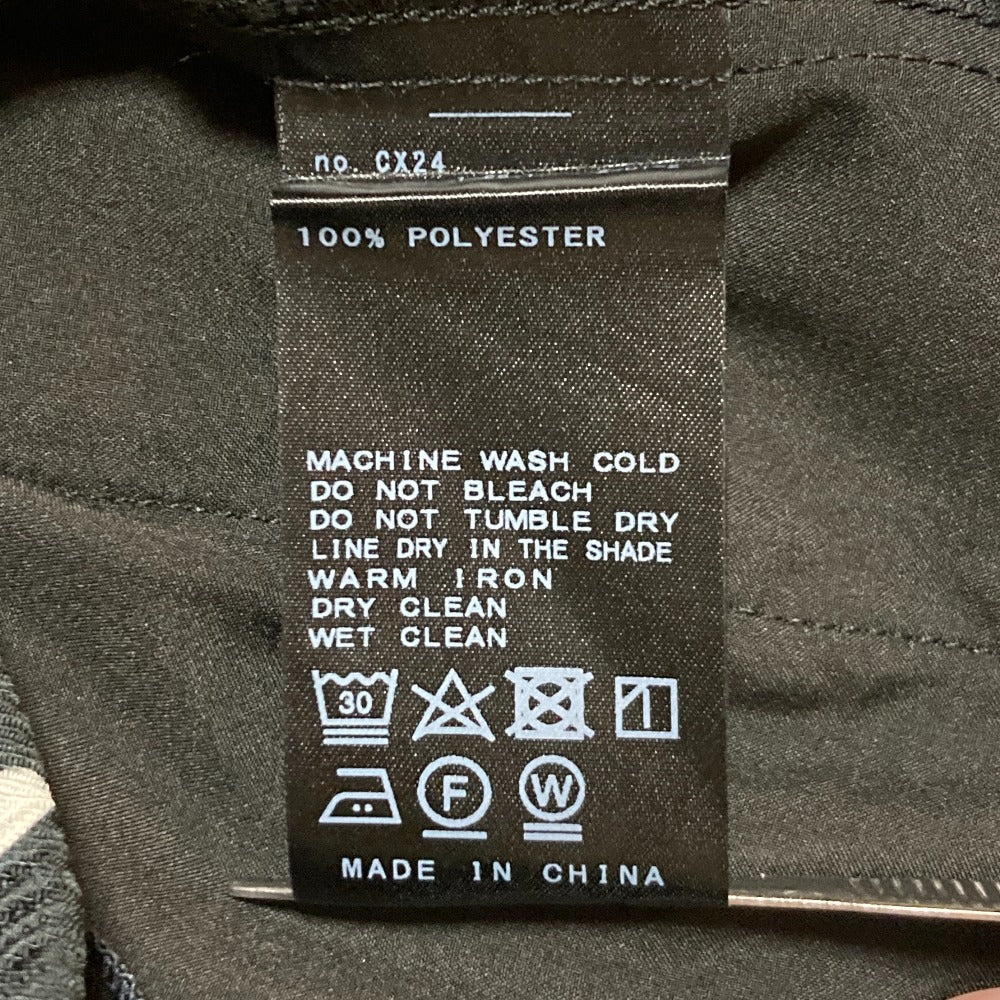 no. CX24
100% POLYESTER
MACHINE WASH COLD
DO NOT BLEACH
DO NOT TUMBLE DRY
LINE DRY IN THE SHADE
WARM IRON
DRY CLEAN
WET CLEAN
30
F W
MADE IN CHINA